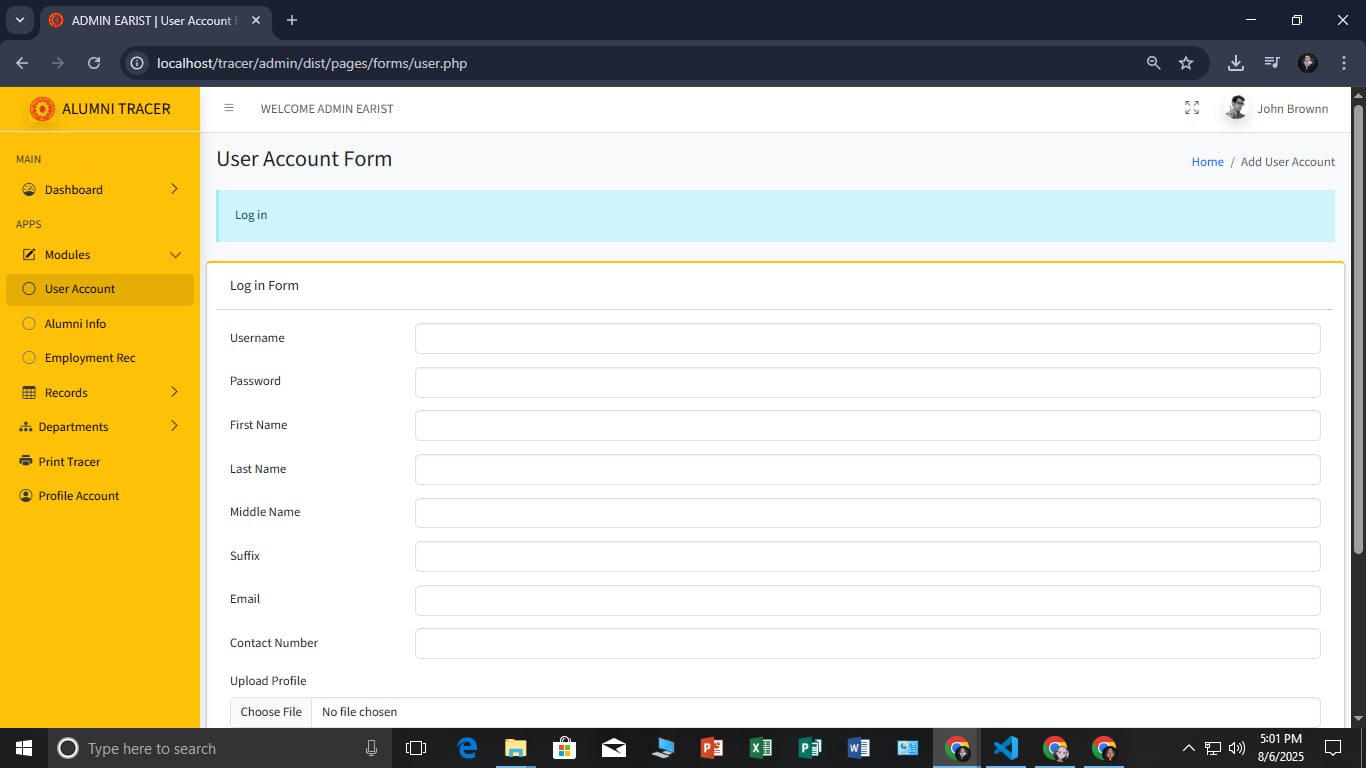 ADMIN EARIST | User Account F
localhost/tracer/admin/dist/pages/forms/user.php
ALUMNI TRACER
WELCOME ADMIN EARIST
John Brownn
MAIN
Dashboard
APPS
Modules
User Account
Alumni Info
Employment Rec
Records
Departments
Print Tracer
Profile Account
User Account Form
Home / Add User Account
Log in
Log in Form
Username
Password
First Name
Last Name
Middle Name
Suffix
Email
Contact Number
Upload Profile
Choose File No file chosen
Type here to search
5:01 PM
8/6/2025